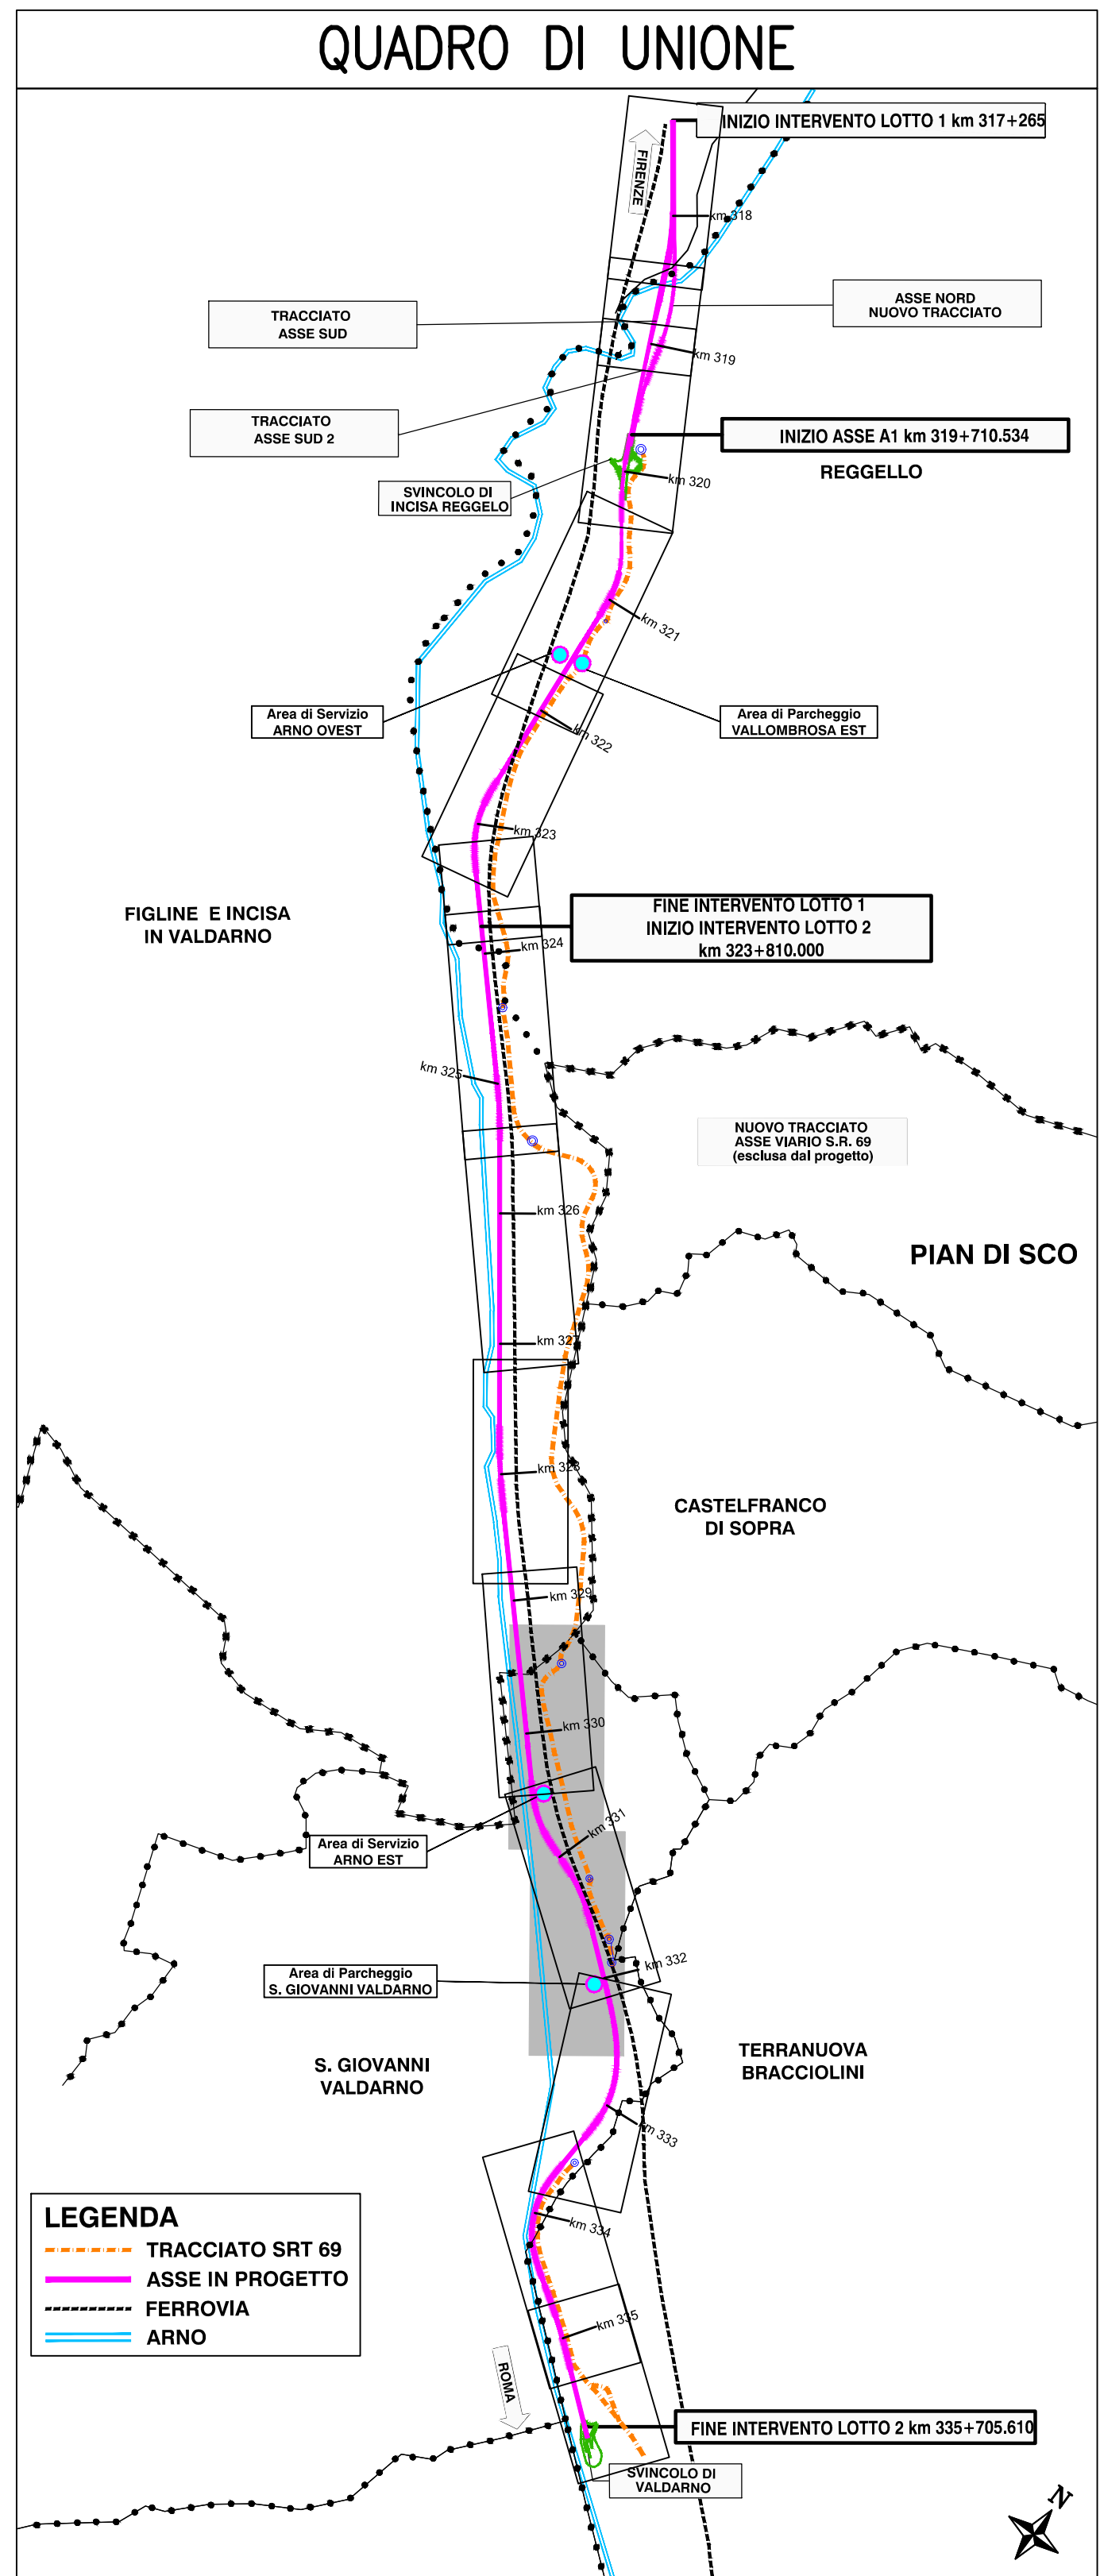 QUADRO DI UNIONE
INIZIO INTERVENTO LOTTO 1 km 317+265
FIRENZE
km 318
ASSE NORD
NUOVO TRACCIATO
TRACCIATO
ASSE SUD
km 319
TRACCIATO
ASSE SUD 2
INIZIO ASSE A1 km 319+710.534
REGGELLO
km 320
SVINCOLO DI
INCISA REGGELO
km 321
Area di Servizio
ARNO OVEST
Area di Parcheggio
VALLOMBROSA EST
km 322
km 323
FIGLINE E INCISA
IN VALDARNO
FINE INTERVENTO LOTTO 1
INIZIO INTERVENTO LOTTO 2
km 323+810.000
km 324
km 325
NUOVO TRACCIATO
ASSE VIARIO S.R. 69
(esclusa dal progetto)
km 326
PIAN DI SCO
km 327
km 328
CASTELFRANCO
DI SOPRA
km 329
km 330
km 331
Area di Servizio
ARNO EST
km 332
Area di Parcheggio
S. GIOVANNI VALDARNO
TERRANUOVA
BRACCIOLINI
S. GIOVANNI
VALDARNO
km 333
km 334
LEGENDA
TRACCIATO SRT 69
ASSE IN PROGETTO
FERROVIA
ARNO
km 335
ROMA
FINE INTERVENTO LOTTO 2 km 335+705.610
SVINCOLO DI
VALDARNO
N